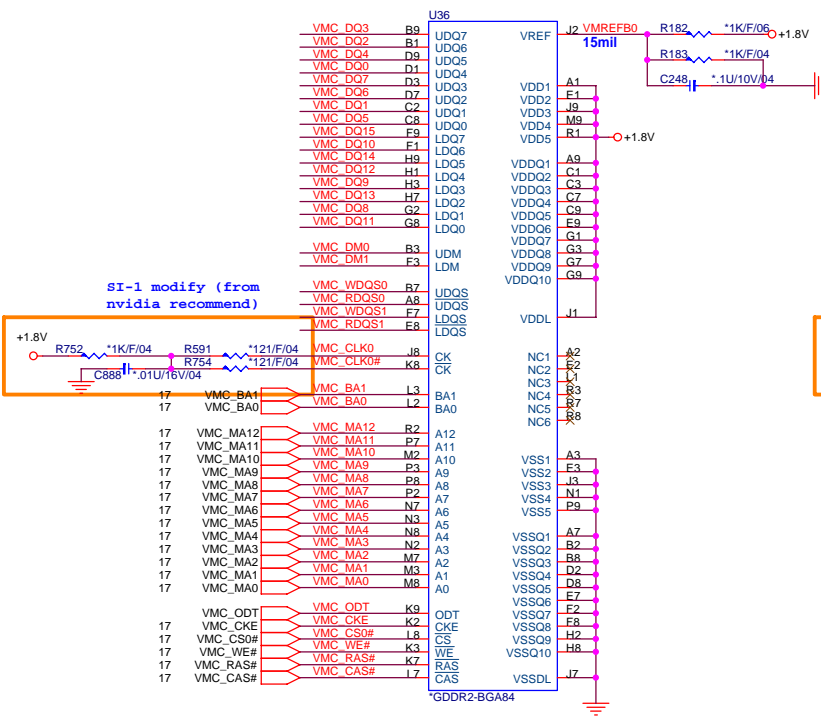 U36
VMC_DQ3 B9 UDQ7
VMC_DQ2 B1 UDQ6
VMC_DQ4 D9 UDQ5
VMC_DQ0 D1 UDQ4
VMC_DQ7 D3 UDQ3
VMC_DQ6 D7 UDQ2
VMC_DQ1 C2 UDQ1
VMC_DQ5 C8 UDQ0
VMC_DQ15 F9 LDQ7
VMC_DQ10 F1 LDQ6
VMC_DQ14 H9 LDQ5
VMC_DQ12 H1 LDQ4
VMC_DQ9 H3 LDQ3
VMC_DQ13 H7 LDQ2
VMC_DQ8 G2 LDQ1
VMC_DQ11 G8 LDQ0
VMC_DM0 B3 UDM
VMC_DM1 F3 LDM
VMC_WDQS0 B7 UDQS
VMC_RDQS0 A8 UDQS
VMC_WDQS1 F7 LDQS
VMC_RDQS1 E8 LDQS
SI-1 modify (from
nvidia recommend)
+1.8V
R752 *1K/F/04 R591 *121/F/04 VMC_CLK0 J8 CK
R754 *121/F/04 VMC_CLK0# K8 CK
C888 *.01U/16V/04
17 VMC_BA1 VMC_BA1 L3 BA1
17 VMC_BA0 VMC_BA0 L2 BA0
17 VMC_MA12 VMC_MA12 R2 A12
17 VMC_MA11 VMC_MA11 P7 A11
17 VMC_MA10 VMC_MA10 M2 A10
17 VMC_MA9 VMC_MA9 P3 A9
17 VMC_MA8 VMC_MA8 P8 A8
17 VMC_MA7 VMC_MA7 P2 A7
17 VMC_MA6 VMC_MA6 N7 A6
17 VMC_MA5 VMC_MA5 N3 A5
17 VMC_MA4 VMC_MA4 N8 A4
17 VMC_MA3 VMC_MA3 N2 A3
17 VMC_MA2 VMC_MA2 M7 A2
17 VMC_MA1 VMC_MA1 M3 A1
17 VMC_MA0 VMC_MA0 M8 A0
VMC_ODT VMC_ODT K9 ODT
17 VMC_CKE VMC_CKE K2 CKE
17 VMC_CS0# VMC_CS0# L8 CS
17 VMC_WE# VMC_WE# K3 WE
17 VMC_RAS# VMC_RAS# K7 RAS
17 VMC_CAS# VMC_CAS# L7 CAS
*GDDR2-BGA84
VREF J2 VMREFB0 R182 *1K/F/06 +1.8V
15mil
R183 *1K/F/04
C248 *.1U/10V/04
VDD1 A1
VDD2 E1
VDD3 J9
VDD4 M9
VDD5 R1 +1.8V
VDDQ1 A9
VDDQ2 C1
VDDQ3 C3
VDDQ4 C7
VDDQ5 C9
VDDQ6 E9
VDDQ7 G1
VDDQ8 G3
VDDQ9 G7
VDDQ10 G9
VDDL J1
NC1 A2
NC2 E2
NC3 L1
NC4 R3
NC5 R7
NC6 R8
VSS1 A3
VSS2 E3
VSS3 J3
VSS4 N1
VSS5 P9
VSSQ1 A7
VSSQ2 B2
VSSQ3 B8
VSSQ4 D2
VSSQ5 D8
VSSQ6 E7
VSSQ7 F2
VSSQ8 F8
VSSQ9 H2
VSSQ10 H8
VSSDL J7